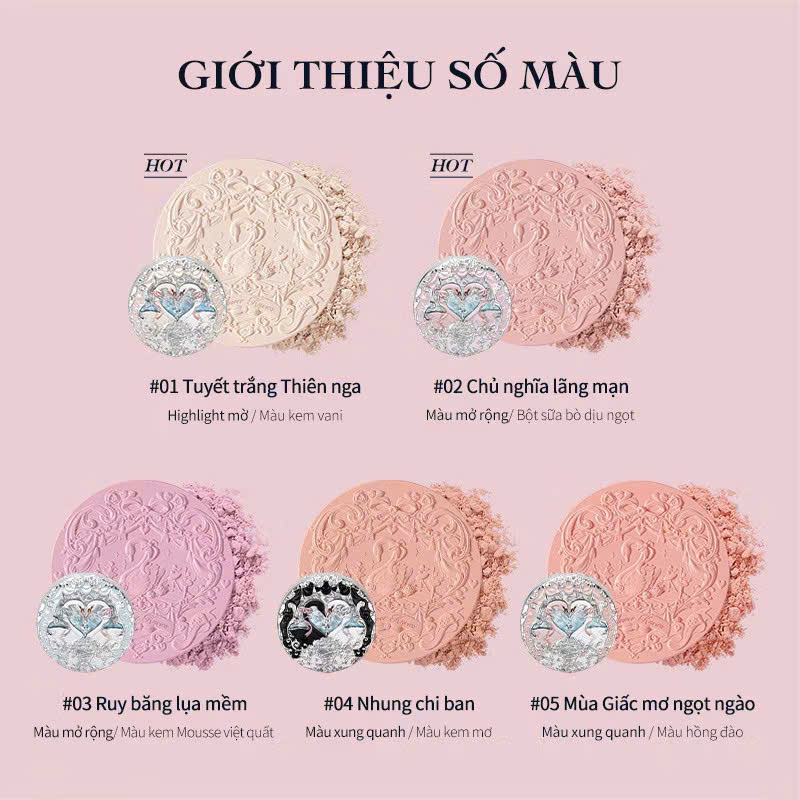 GIỚI THIỆU SỐ MÀU
HOT
HOT
#01 Tuyết trắng Thiên nga
Highlight mờ / Màu kem vani
#02 Chủ nghĩa lãng mạn
Màu mở rộng/ Bột sữa bò dịu ngọt
#03 Ruy băng lụa mềm
Màu mở rộng/ Màu kem Mousse việt quất
#04 Nhung chi ban
Màu xung quanh / Màu kem mơ
#05 Mùa Giấc mơ ngọt ngào
Màu xung quanh / Màu hồng đào